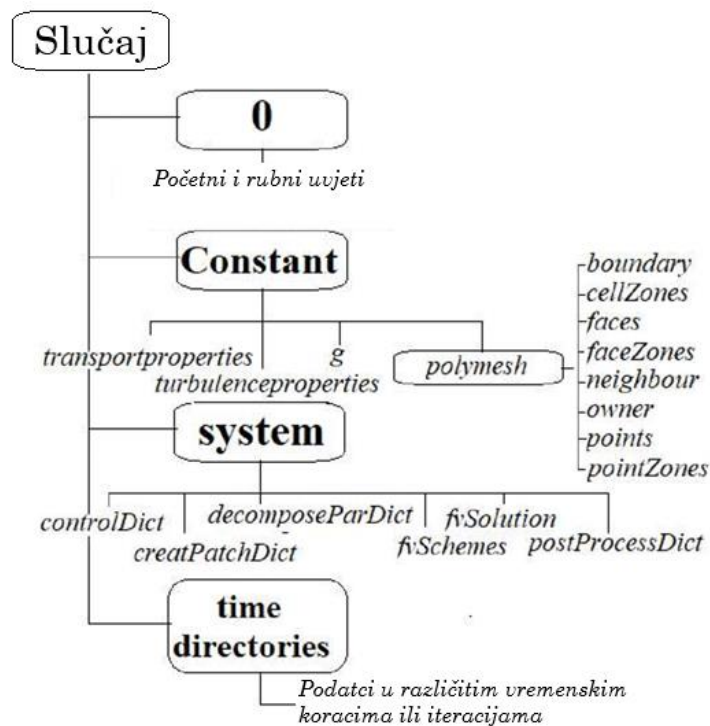 Slučaj
0
Početni i rubni uvjeti
Constant
transportproperties
turbulenceproperties
g
polymesh
boundary
cellZones
faces
faceZones
neighbour
owner
points
pointZones
system
controlDict
creatPatchDict
decomposeParDict
fvSchemes
fvSolution
postProcessDict
time
directories
Podatci u različitim vremenskim
koracima ili iteracijama